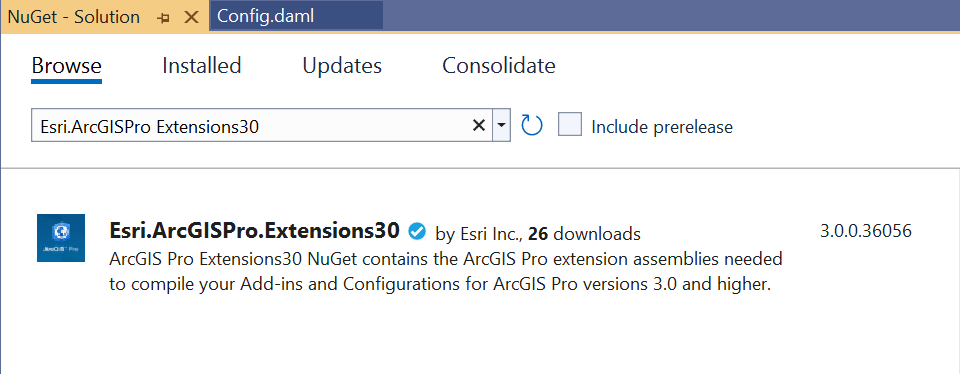 NuGet - Solution
Config.daml
Browse
Installed
Updates
Consolidate
Esri.ArcGISPro Extensions30
Include prerelease
Esri.ArcGISPro.Extensions30 by Esri Inc., 26 downloads
3.0.0.36056
ArcGIS Pro Extensions30 NuGet contains the ArcGIS Pro extension assemblies needed
to compile your Add-ins and Configurations for ArcGIS Pro versions 3.0 and higher.